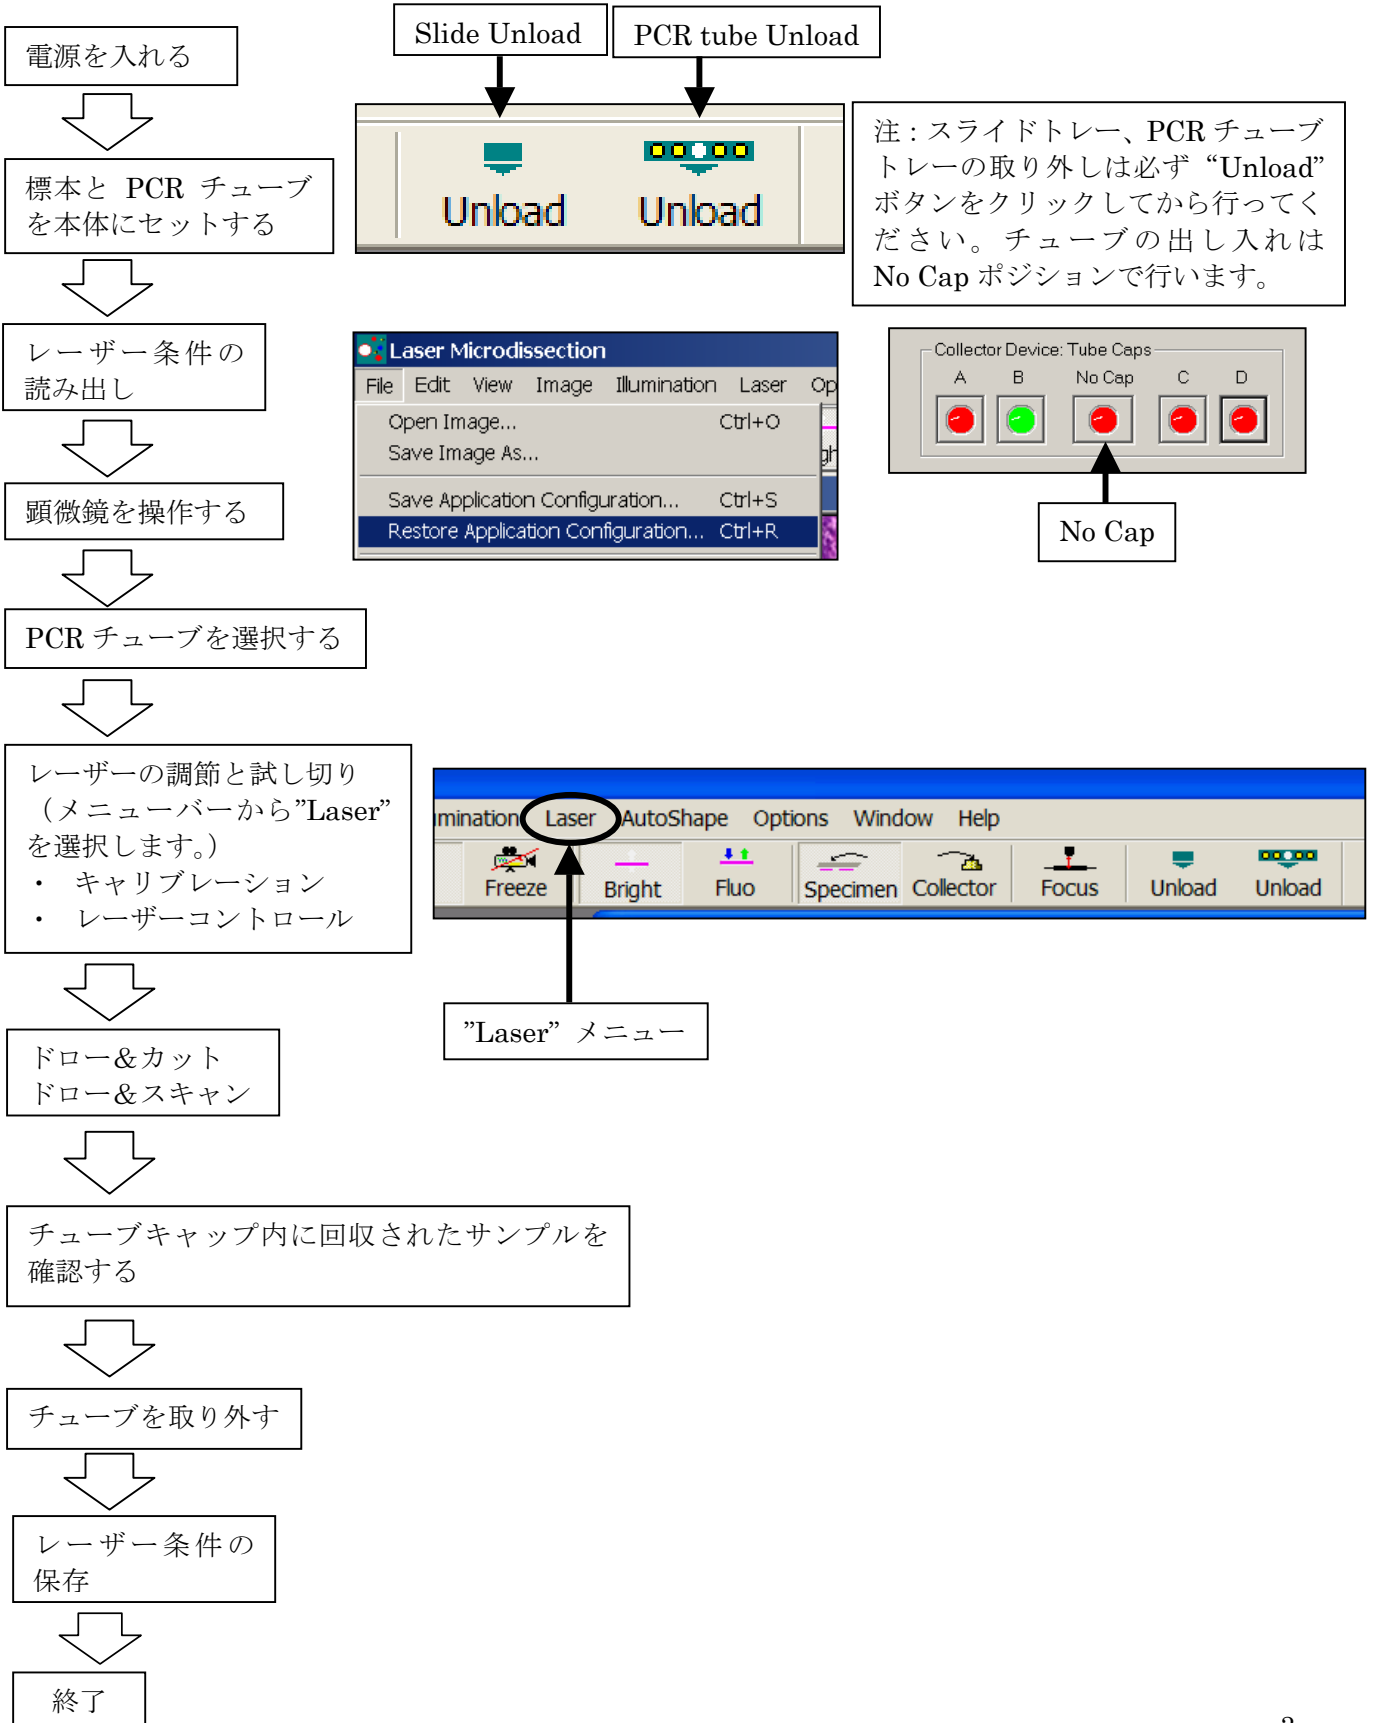 電源を入れる
Slide Unload
PCR tube Unload
Unload
Unload
注：スライドトレー、PCR チューブ
トレーの取り外しは必ず“Unload”
ボタンをクリックしてから行ってく
ださい。チューブの出し入れは
No Cap ポジションで行います。
標本と PCR チューブ
を本体にセットする
レーザー条件の
読み出し
Laser Microdissection
File Edit View Image Illumination Laser Op
Open Image... Ctrl+O
Save Image As...
Save Application Configuration... Ctrl+S
Restore Application Configuration... Ctrl+R
Collector Device: Tube Caps
A B No Cap C D
No Cap
顕微鏡を操作する
PCR チューブを選択する
レーザーの調節と試し切り
（メニューバーから”Laser”
を選択します。）
・ キャリブレーション
・ レーザーコントロール
mination Laser AutoShape Options Window Help
Freeze Bright Fluo Specimen Collector Focus Unload Unload
”Laser” メニュー
ドロー＆カット
ドロー＆スキャン
チューブキャップ内に回収されたサンプルを
確認する
チューブを取り外す
レーザー条件の
保存
終了